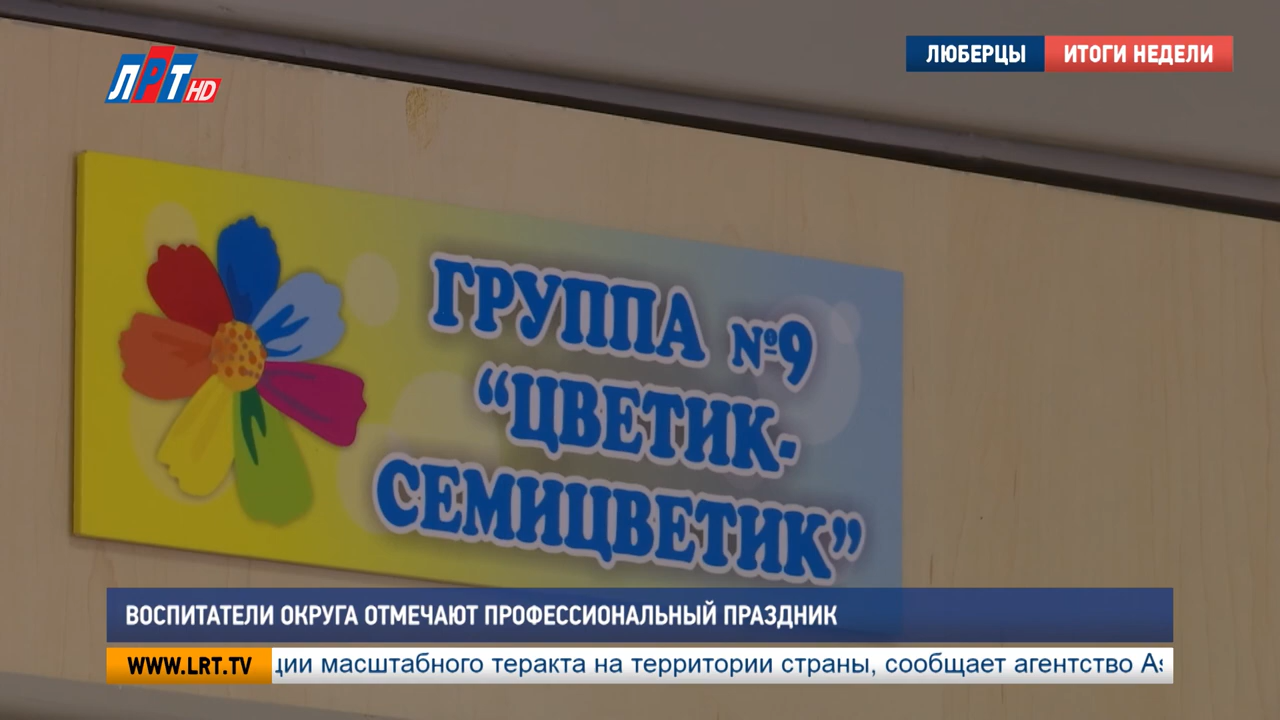 ЛРТ HD
ЛЮБЕРЦЫ ИТОГИ НЕДЕЛИ
ГРУППА №9
“ЦВЕТИК-
СЕМИЦВЕТИК”
ВОСПИТАТЕЛИ ОКРУГА ОТМЕЧАЮТ ПРОФЕССИОНАЛЬНЫЙ ПРАЗДНИК
WWW.LRT.TV масштабного теракта на территории страны, сообщает агентство